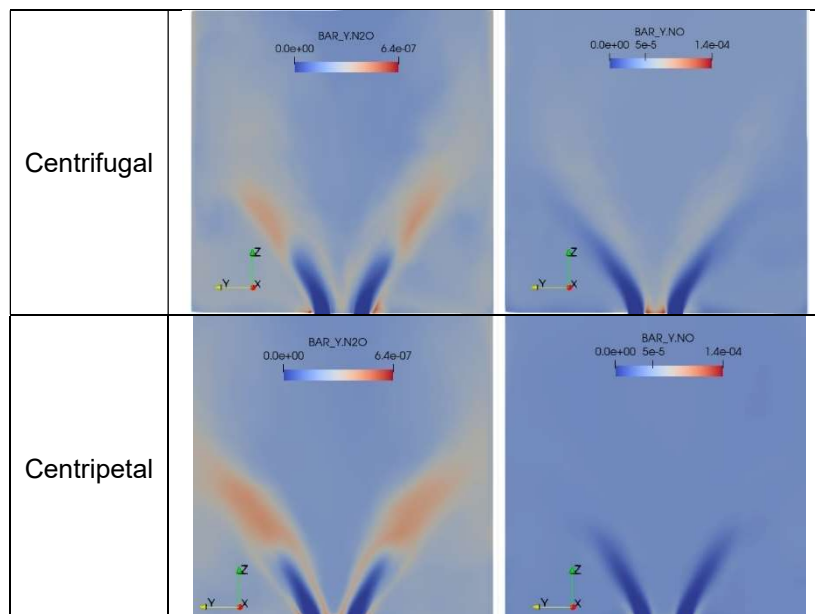 Centrifugal
BAR_Y.N2O
0.0e+00 6.4e-07
Z
Y X
BAR_Y.NO
0.0e+00 5e-5 1.4e-04
Z
Y X
Centripetal
BAR_Y.N2O
0.0e+00 6.4e-07
Z
Y X
BAR_Y.NO
0.0e+00 5e-5 1.4e-04
Z
Y X